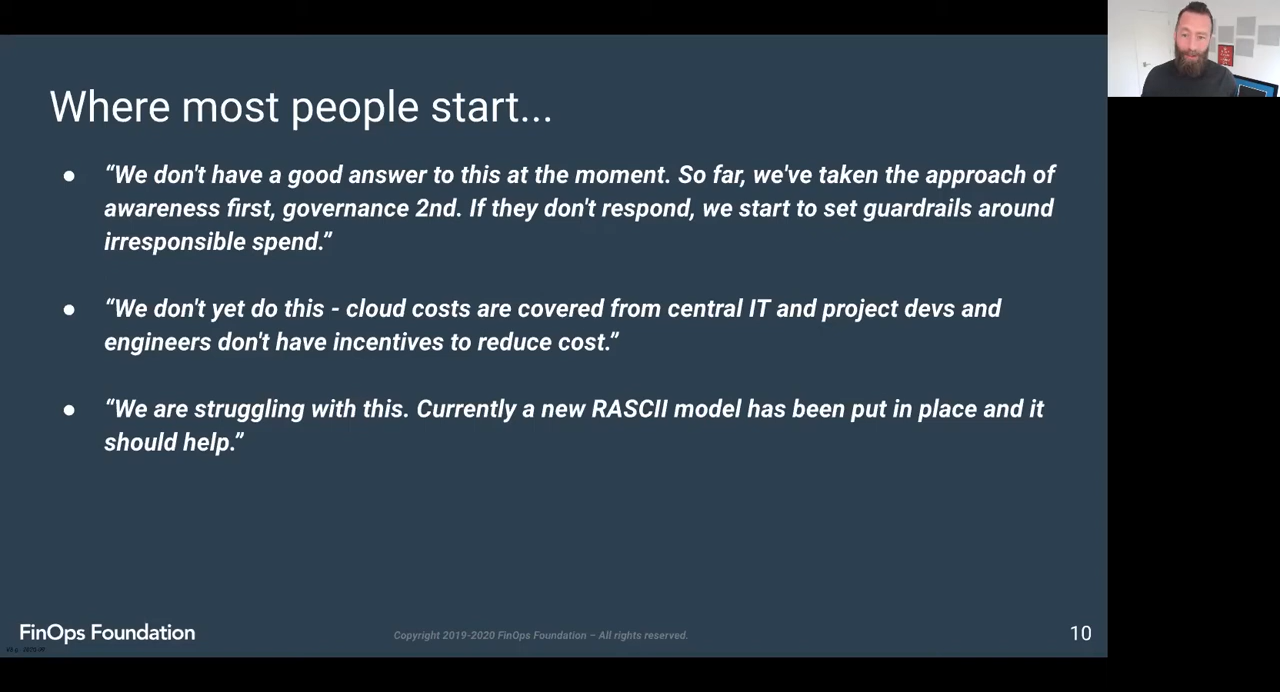 Where most people start...
● “We don't have a good answer to this at the moment. So far, we've taken the approach of
awareness first, governance 2nd. If they don't respond, we start to set guardrails around
irresponsible spend.”
● “We don't yet do this - cloud costs are covered from central IT and project devs and
engineers don't have incentives to reduce cost.”
● “We are struggling with this. Currently a new RASCII model has been put in place and it
should help.”
FinOps Foundation
Copyright 2019-2020 FinOps Foundation – All rights reserved.
10